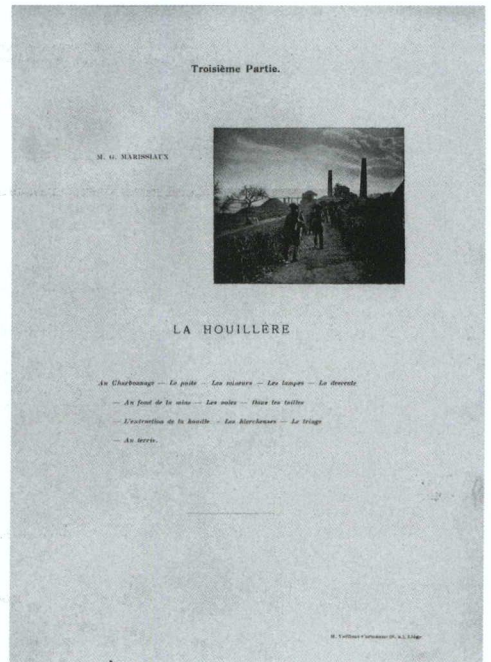 Troisième Partie.
M. G. MARISSIAUX
LA HOUILLÈRE
Au Charbonnage — Le puits — Les mineurs — Les lampes — La descente
— Au fond de la mine — Les voies — Dans les tailles
— L'extraction de la houille — Les Hiercheuses — Le triage
— Au terris.
(S. A.), Liége